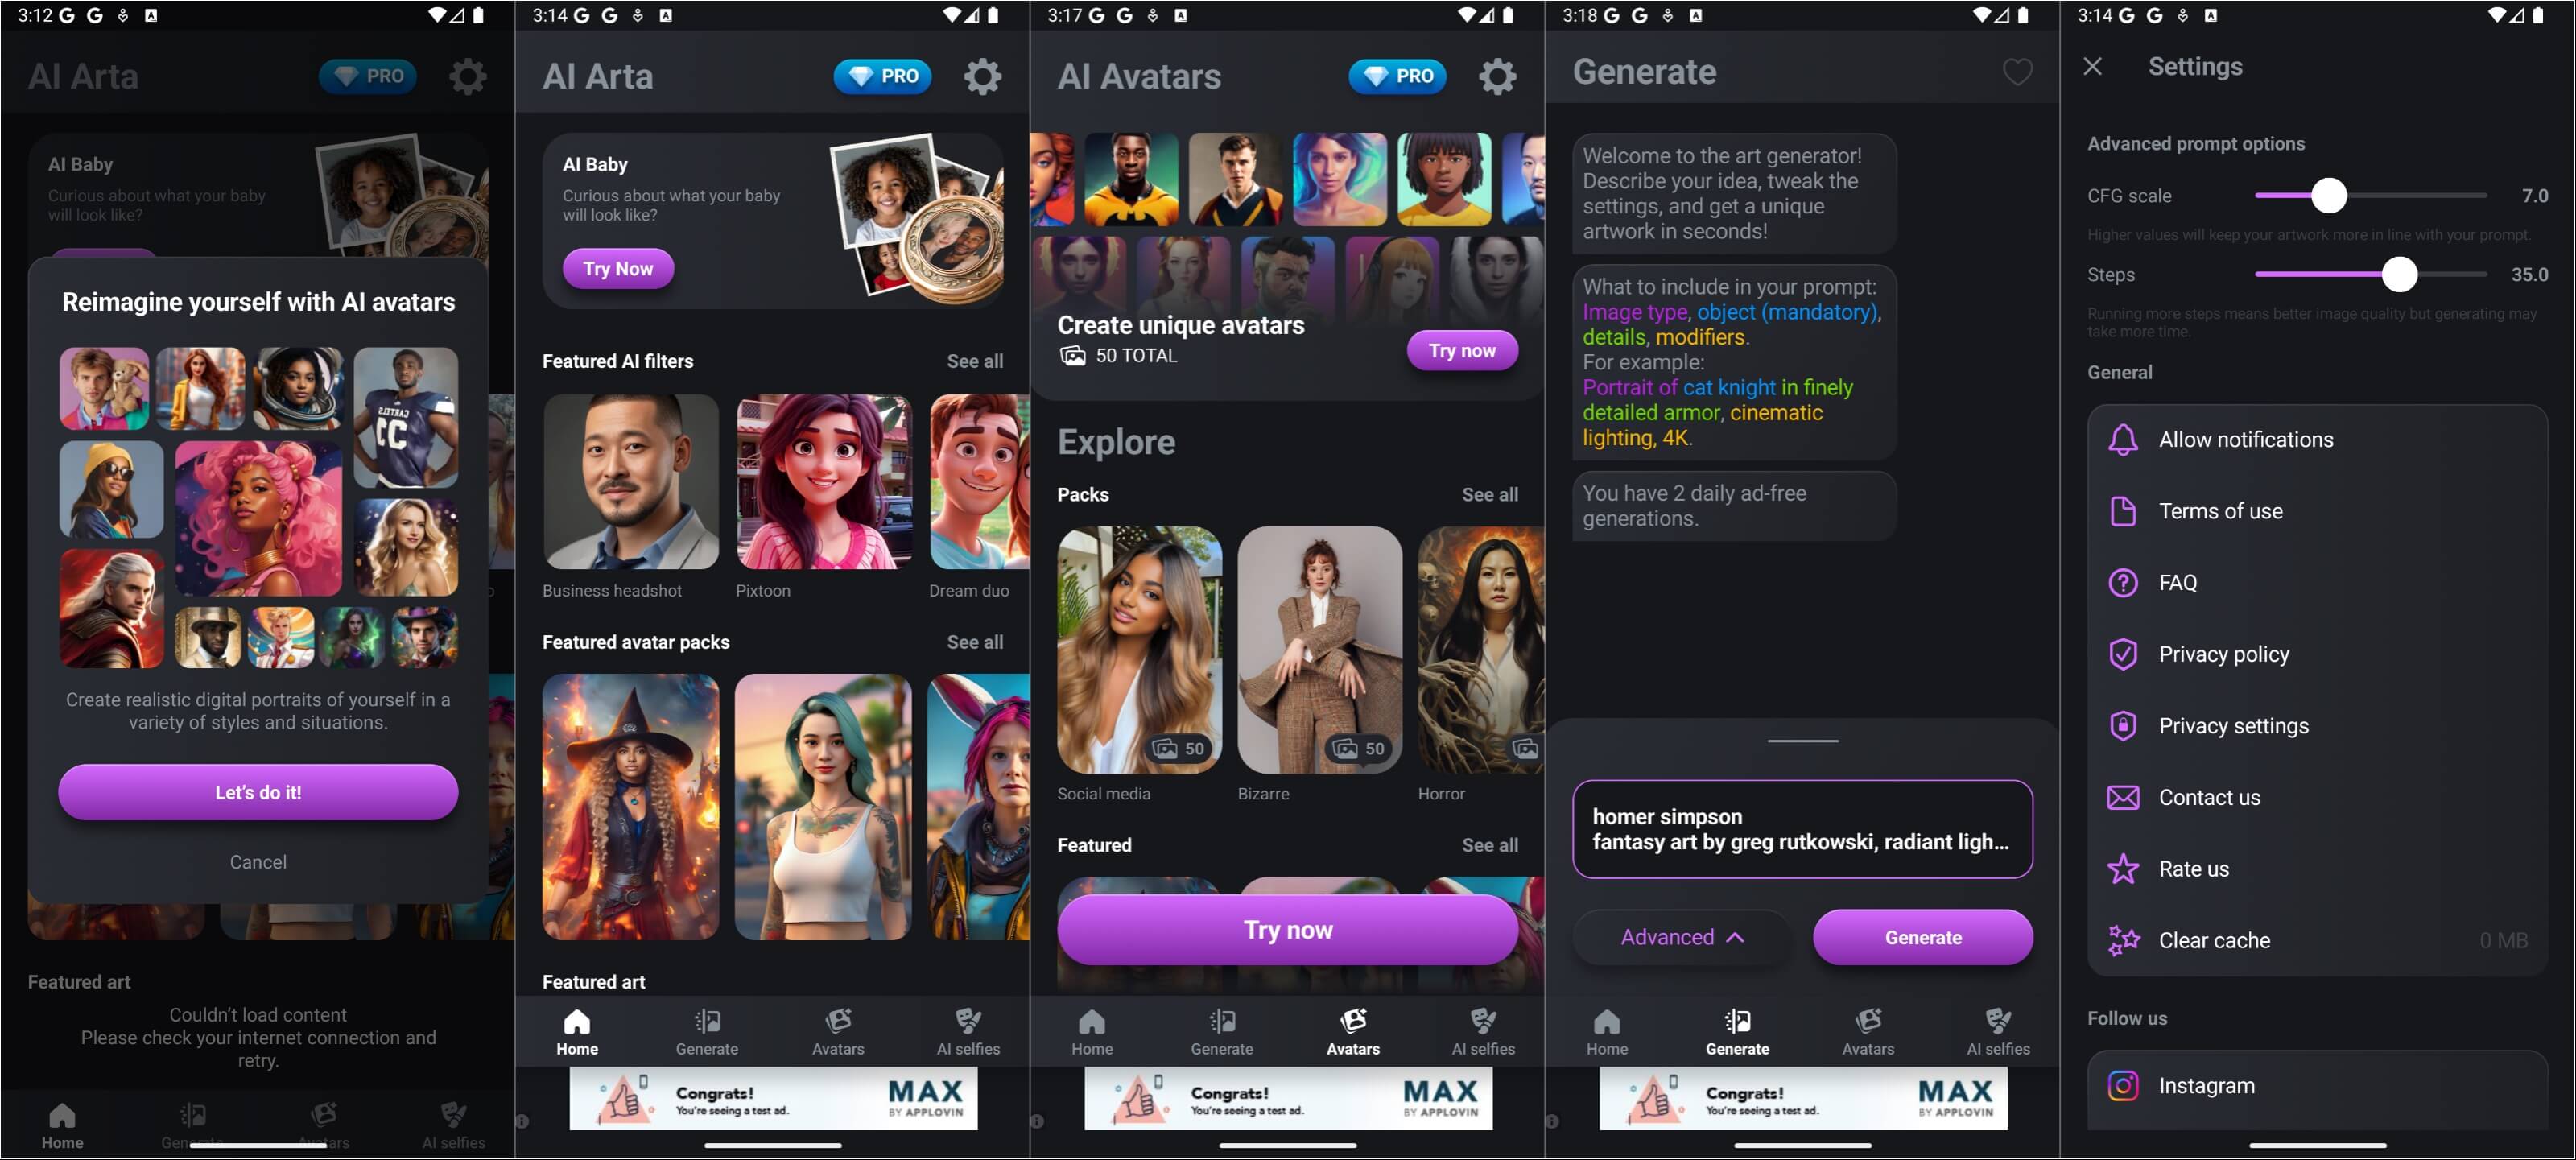 3:12
AI Arta
PRO
AI Baby
Curious about what your baby
will look like?
Reimagine yourself with AI avatars
CC
Create realistic digital portraits of yourself in a
variety of styles and situations.
Let's do it!
Cancel
Featured art
Couldn't load content
Please check your internet connection and
retry.
Home
Generate
Avatars
AI selfies
3:14
AI Arta
PRO
AI Baby
Curious about what your baby
will look like?
Try Now
Featured AI filters
See all
Business headshot
Pixtoon
Dream duo
Featured avatar packs
See all
Featured art
Home
Generate
Avatars
AI selfies
Congrats!
You're seeing a test ad.
MAX
BY APPLOVIN
3:17
AI Avatars
PRO
Create unique avatars
50 TOTAL
Try now
Explore
Packs
See all
50
50
Social media
Bizarre
Horror
Featured
See all
Try now
Home
Generate
Avatars
AI selfies
Congrats!
You're seeing a test ad.
MAX
BY APPLOVIN
3:18
Generate
Welcome to the art generator!
Describe your idea, tweak the
settings, and get a unique
artwork in seconds!
What to include in your prompt:
Image type, object (mandatory),
details, modifiers.
For example:
Portrait of cat knight in finely
detailed armor, cinematic
lighting, 4K.
You have 2 daily ad-free
generations.
homer simpson
fantasy art by greg rutkowski, radiant ligh...
Advanced
Generate
Home
Generate
Avatars
AI selfies
Congrats!
You're seeing a test ad.
MAX
BY APPLOVIN
3:14
Settings
Advanced prompt options
CFG scale
7.0
Higher values will keep your artwork more in line with your prompt.
Steps
35.0
Running more steps means better image quality but generating may
take more time.
General
Allow notifications
Terms of use
FAQ
Privacy policy
Privacy settings
Contact us
Rate us
Clear cache
0 MB
Follow us
Instagram